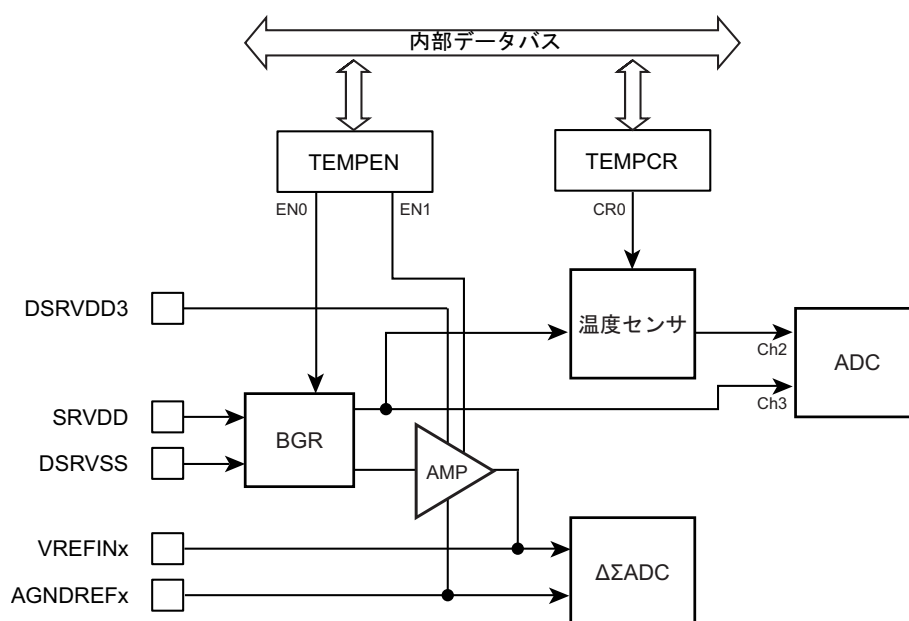 内部データバス
TEMPEN
TEMPCR
EN0
EN1
CR0
DSRVDD3
温度センサ
Ch2
ADC
SRVDD
Ch3
BGR
DSRVSS
AMP
VREFINx
ΔΣADC
AGNDREFx